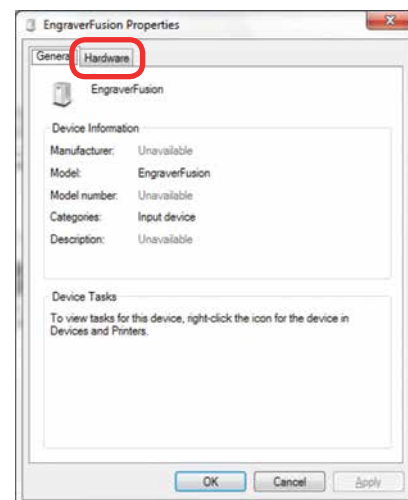 EngraverFusion Properties
General Hardware
EngraverFusion
Device Information
Manufacturer: Unavailable
Model: EngraverFusion
Model number: Unavailable
Categories: Input device
Description: Unavailable
Device Tasks
To view tasks for this device, right-click the icon for the device in
Devices and Printers.
OK Cancel Apply